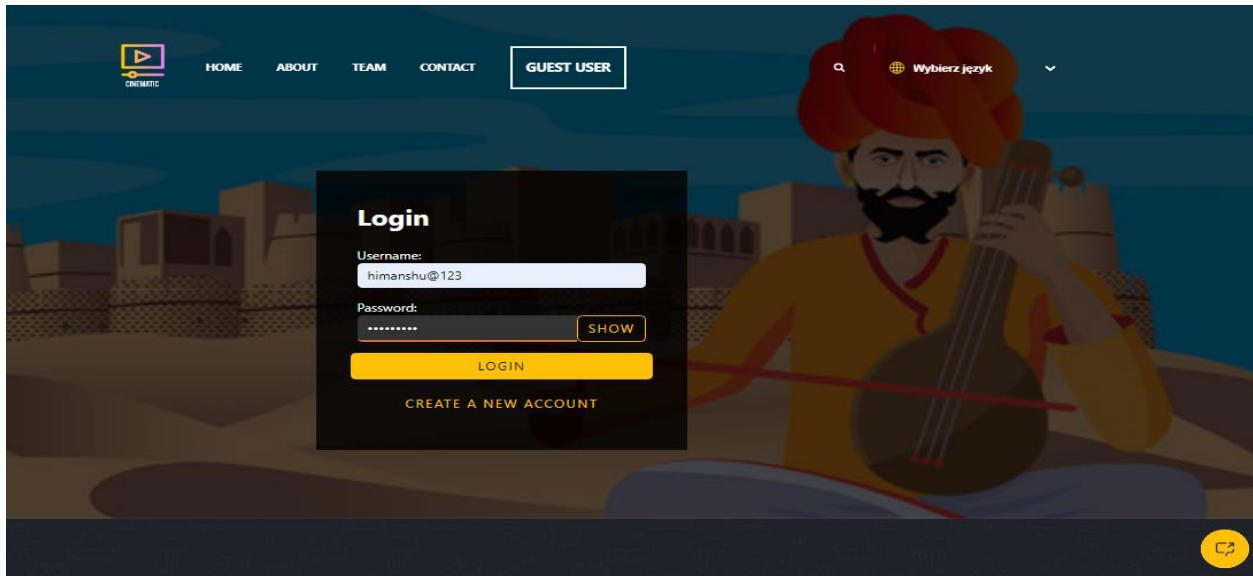 HOME ABOUT TEAM CONTACT GUEST USER Wybierz język
CINEMATIC
Login
Username:
himanshu@123
Password:
•••••••••
SHOW
LOGIN
CREATE A NEW ACCOUNT